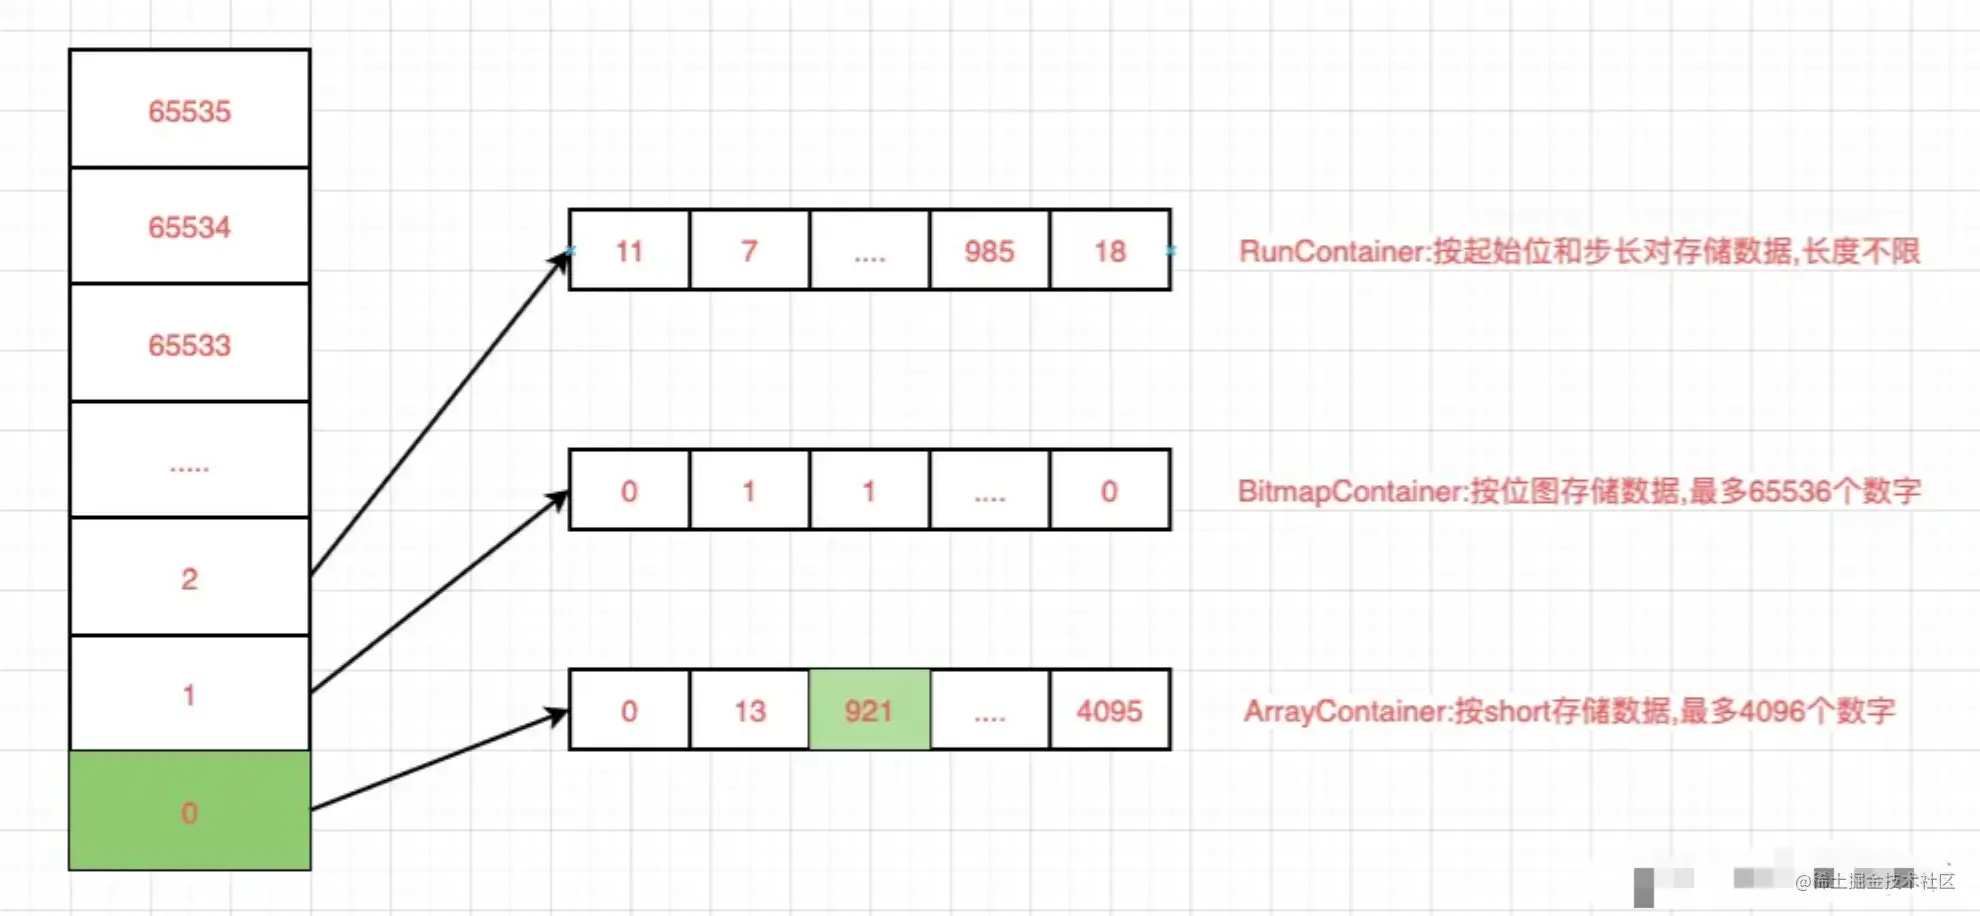 65535
65534
65533
.....
2
1
0
11 7 .... 985 18 RunContainer:按起始位和步长对存储数据,长度不限
0 1 1 .... 0 BitmapContainer:按位图存储数据,最多65536个数字
0 13 921 .... 4095 ArrayContainer:按short存储数据,最多4096个数字
@稀土掘金技术社区